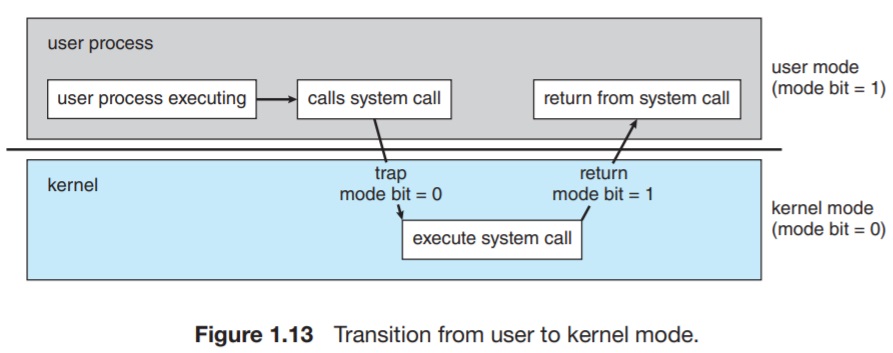 user process
user process executing
calls system call
return from system call
user mode
(mode bit = 1)
kernel
trap
mode bit = 0
return
mode bit = 1
execute system call
kernel mode
(mode bit = 0)
Figure 1.13 Transition from user to kernel mode.